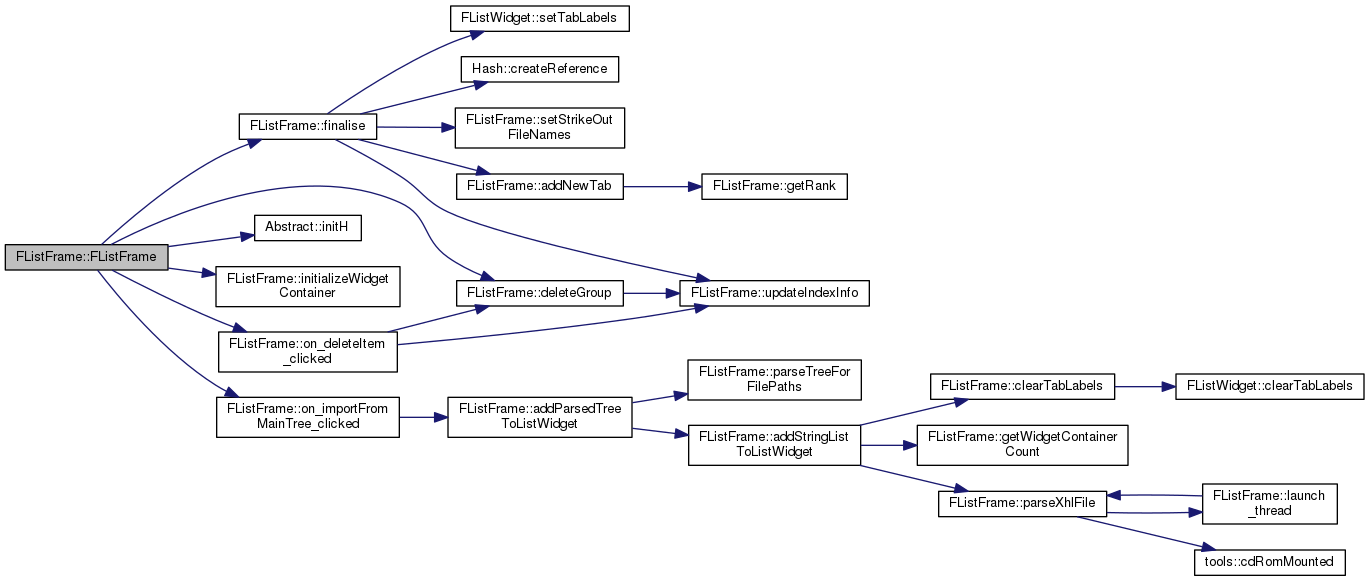 FListWidget::setTabLabels
Hash::createReference
FListFrame::finalise
FListFrame::setStrikeOut
FileNames
FListFrame::addNewTab
FListFrame::getRank
Abstract::initH
FListFrame::FListFrame
FListFrame::initializeWidget
Container
FListFrame::deleteGroup
FListFrame::updateIndexInfo
FListFrame::on_deleteItem
_clicked
FListFrame::parseTreeFor
FilePaths
FListFrame::clearTabLabels
FListWidget::clearTabLabels
FListFrame::on_importFrom
MainTree_clicked
FListFrame::addParsedTree
ToListWidget
FListFrame::addStringList
ToListWidget
FListFrame::getWidgetContainer
Count
FListFrame::parseXhlFile
FListFrame::launch
_thread
tools::cdRomMounted